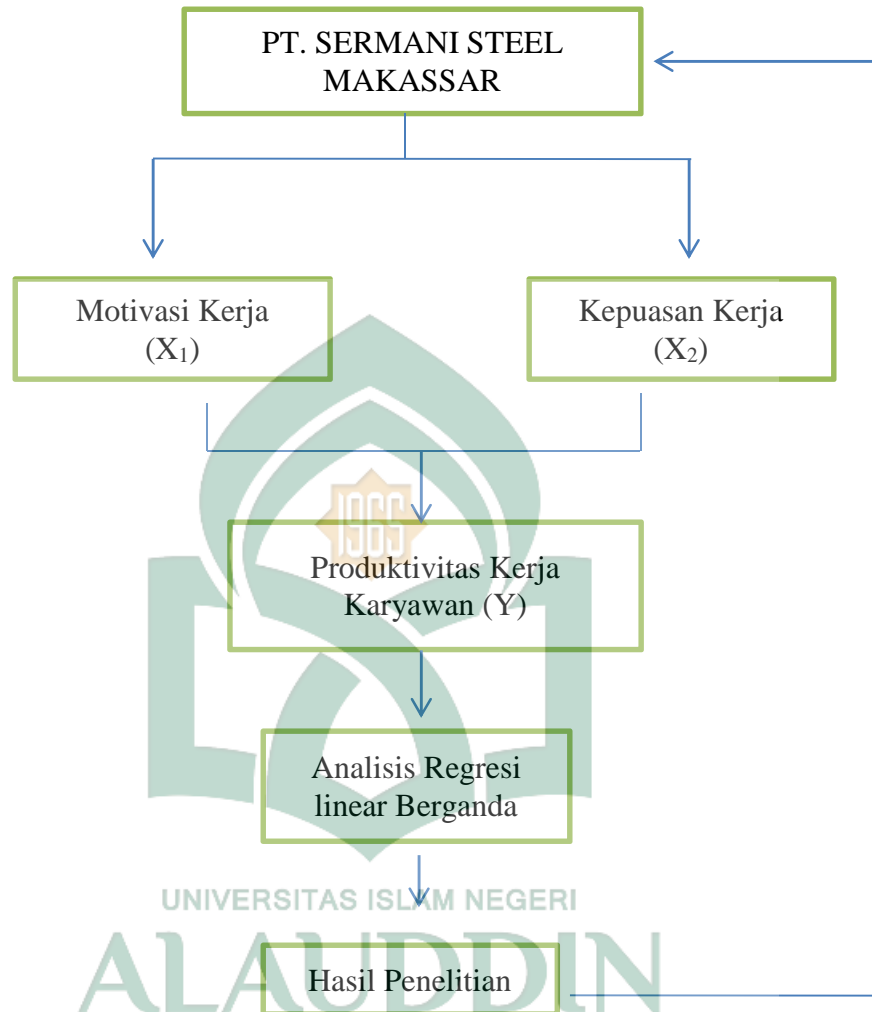 PT. SERMANI STEEL
MAKASSAR
Motivasi Kerja
(X₁)
Kepuasan Kerja
(X₂)
1965
Produktivitas Kerja
Karyawan (Y)
Analisis Regresi
linear Berganda
UNIVERSITAS ISLAM NEGERI
ALAUDDIN
Hasil Penelitian